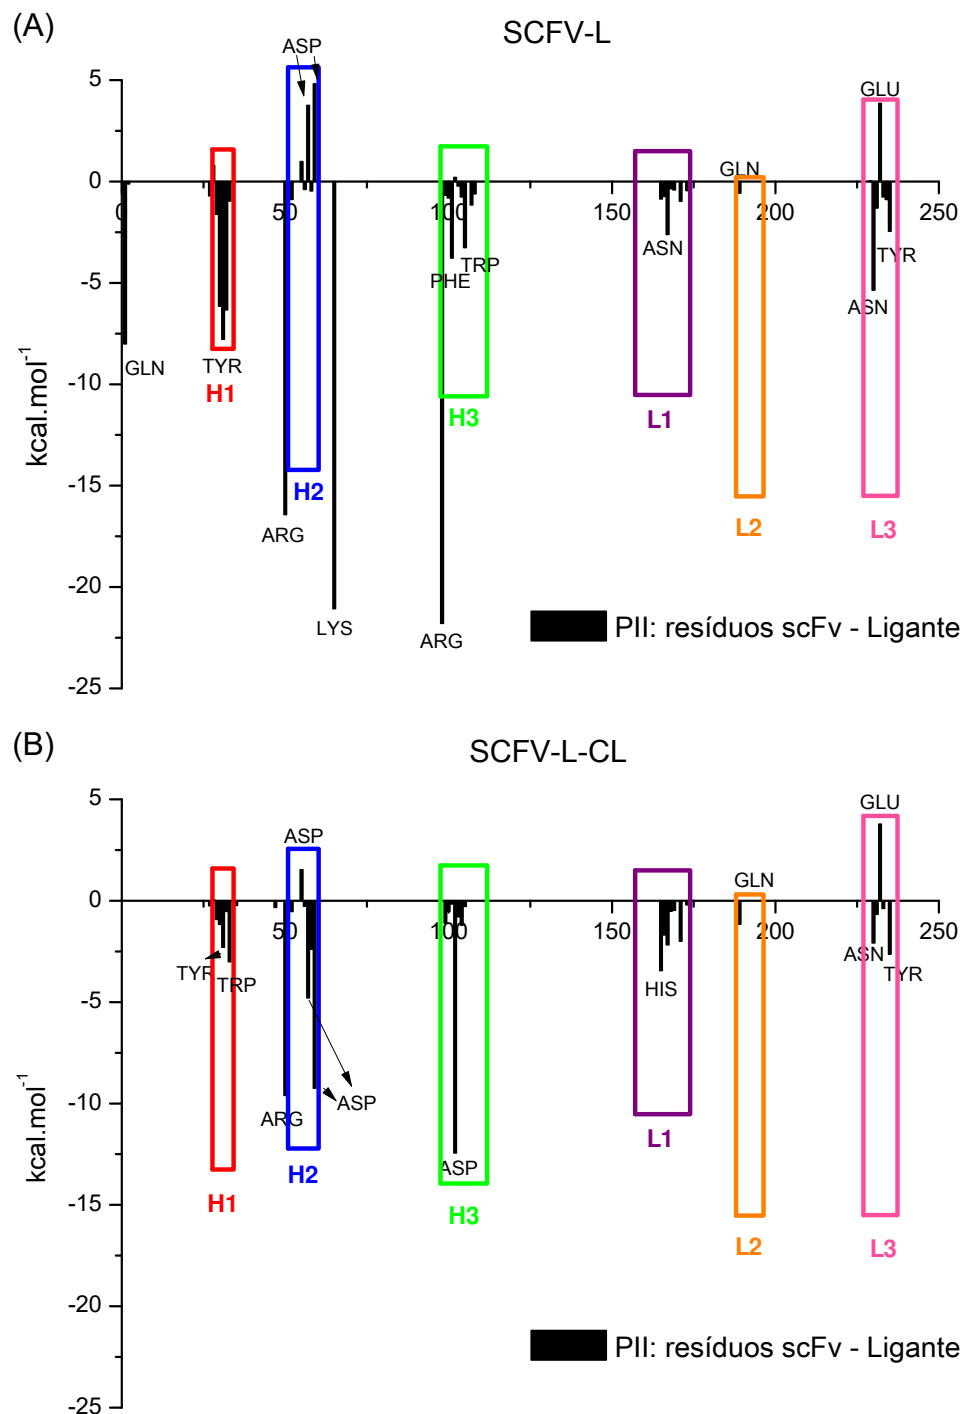 (A)
SCFV-L
ASP
5
GLU
GLN
0
0 50 100 150 200 250
ASN
TYR
PHE
TRP
-5
ASN
GLN
TYR
H1
-10
H3
L1
kcal.mol-1
H2
-15
ARG
L2
L3
-20
LYS
ARG
PII: resíduos scFv - Ligante
-25
(B)
SCFV-L-CL
5
GLU
ASP
GLN
0
0 50 100 150 200 250
TYR
TRP
ASN
TYR
HIS
-5
kcal.mol-1
-10
ARG
ASP
L1
ASP
H2
H1
H3
-15
L2
L3
-20
PII: resíduos scFv - Ligante
-25